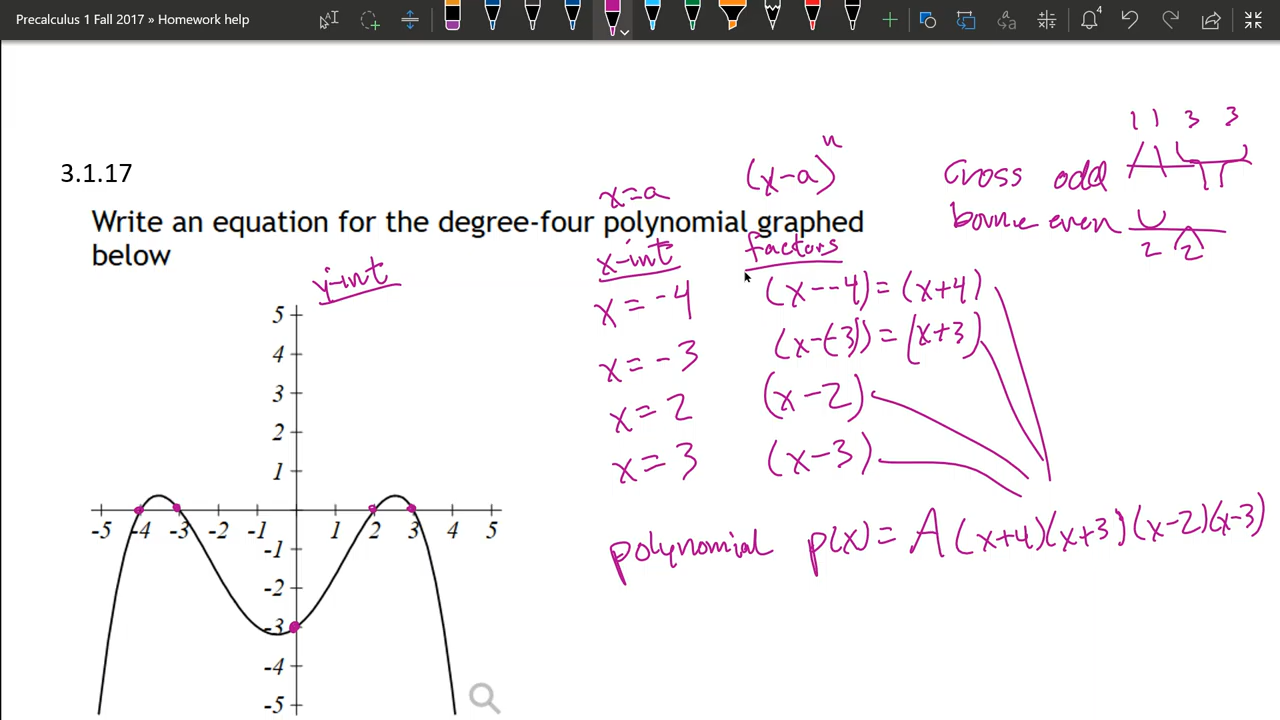 Precalculus 1 Fall 2017 » Homework help
4
3.1.17
Write an equation for the degree-four polynomial graphed
below
x=a
(x-a)^n
1 1 3 3
Cross odd
bounce even
2 2
y-int
x-int
factors
x=-4
(x--4)=(x+4)
x=-3
(x-(-3))=(x+3)
x=2
(x-2)
x=3
(x-3)
polynomial p(x)= A(x+4)(x+3)(x-2)(x-3)
5
4
3
2
1
-5 -4 -3 -2 -1 1 2 3 4 5
-1
-2
-3
-4
-5